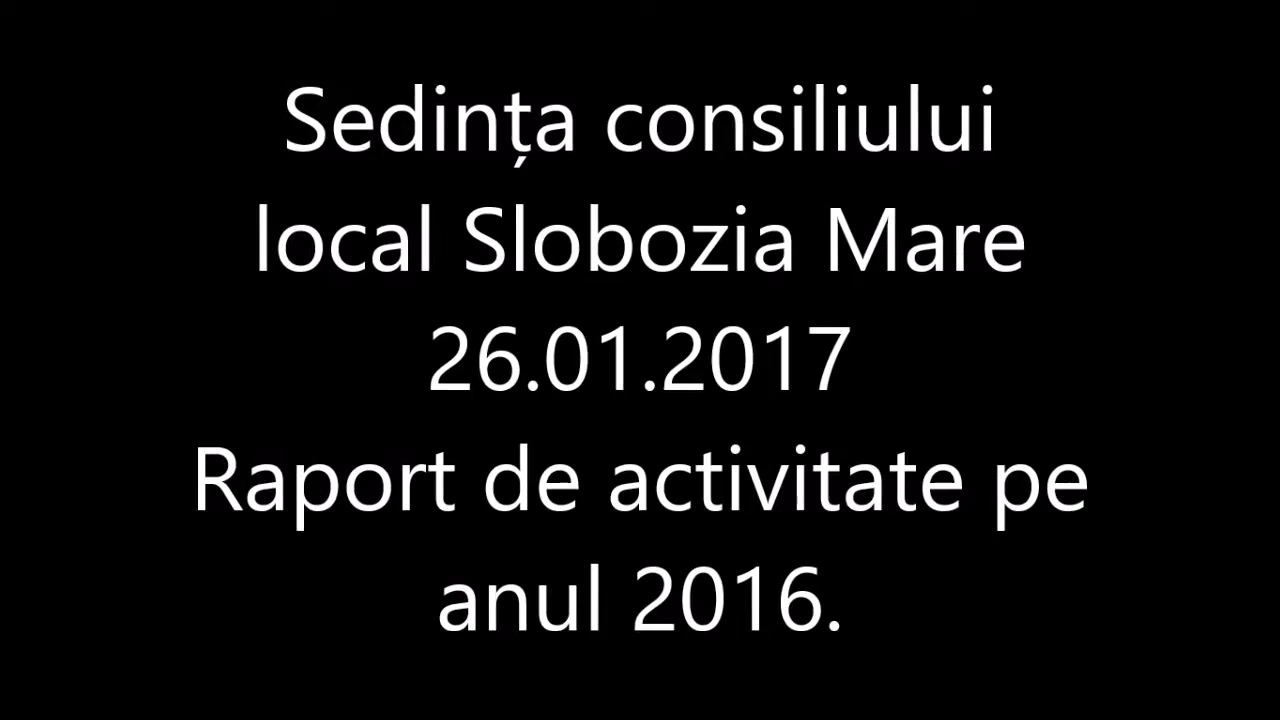 Sedința consiliului
local Slobozia Mare
26.01.2017
Raport de activitate pe
anul 2016.